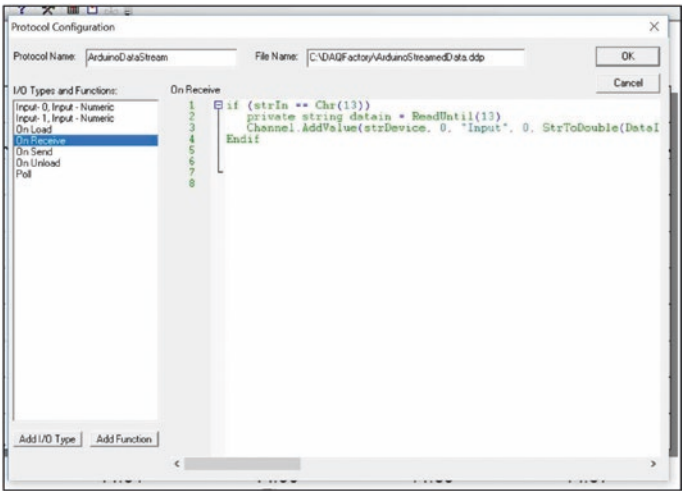 Protocol Configuration
Protocol Name: ArduinoDataStream File Name: C:\DAQFactory\ArduinoStreamedData.ddp OK
Cancel
I/O Types and Functions: On Receive
Input- 0, Input - Numeric
Input- 1, Input - Numeric
On Load
On Receive
On Send
On Unload
Poll
1 if (strIn == Chr(13))
2 private string datain = ReadUntil(13)
3 Channel.AddValue(strDevice, 0, "Input", 0, StrToDouble(DataI
4 Endif
5
6
7
8
Add I/O Type Add Function